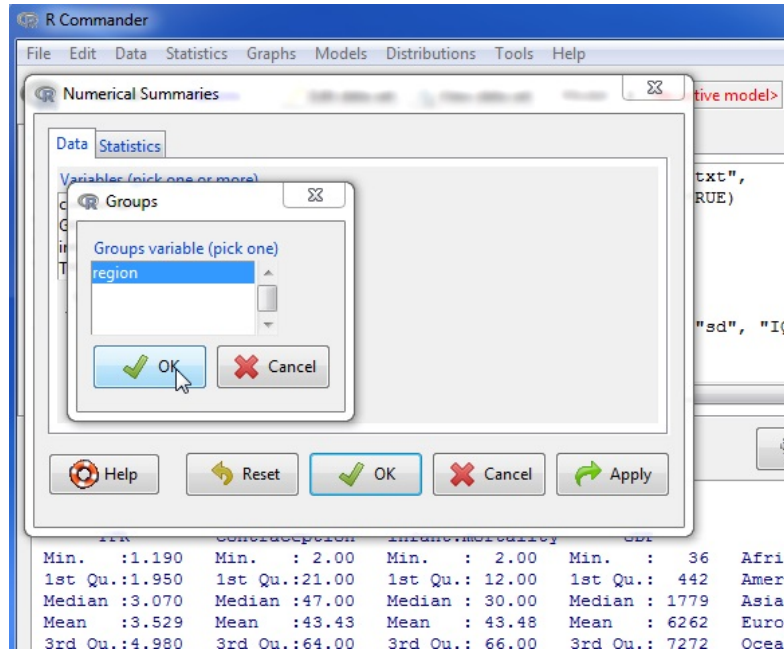 R Commander
File Edit Data Statistics Graphs Models Distributions Tools Help
Numerical Summaries
tive model>
Data Statistics
Variables (pick one or more)
txt",
Groups
RUE)
Groups variable (pick one)
region
"sd", "IQ
OK Cancel
Help Reset OK Cancel Apply
Min. :1.190 Min. : 2.00 Min. : 2.00 Min. : 36 Afri
1st Qu.:1.950 1st Qu.:21.00 1st Qu.: 12.00 1st Qu.: 442 Amer
Median :3.070 Median :47.00 Median : 30.00 Median : 1779 Asia
Mean :3.529 Mean :43.43 Mean : 43.48 Mean : 6262 Euro
3rd Qu.:4.980 3rd Qu.:64.00 3rd Qu.: 66.00 3rd Qu.: 7272 Ocea